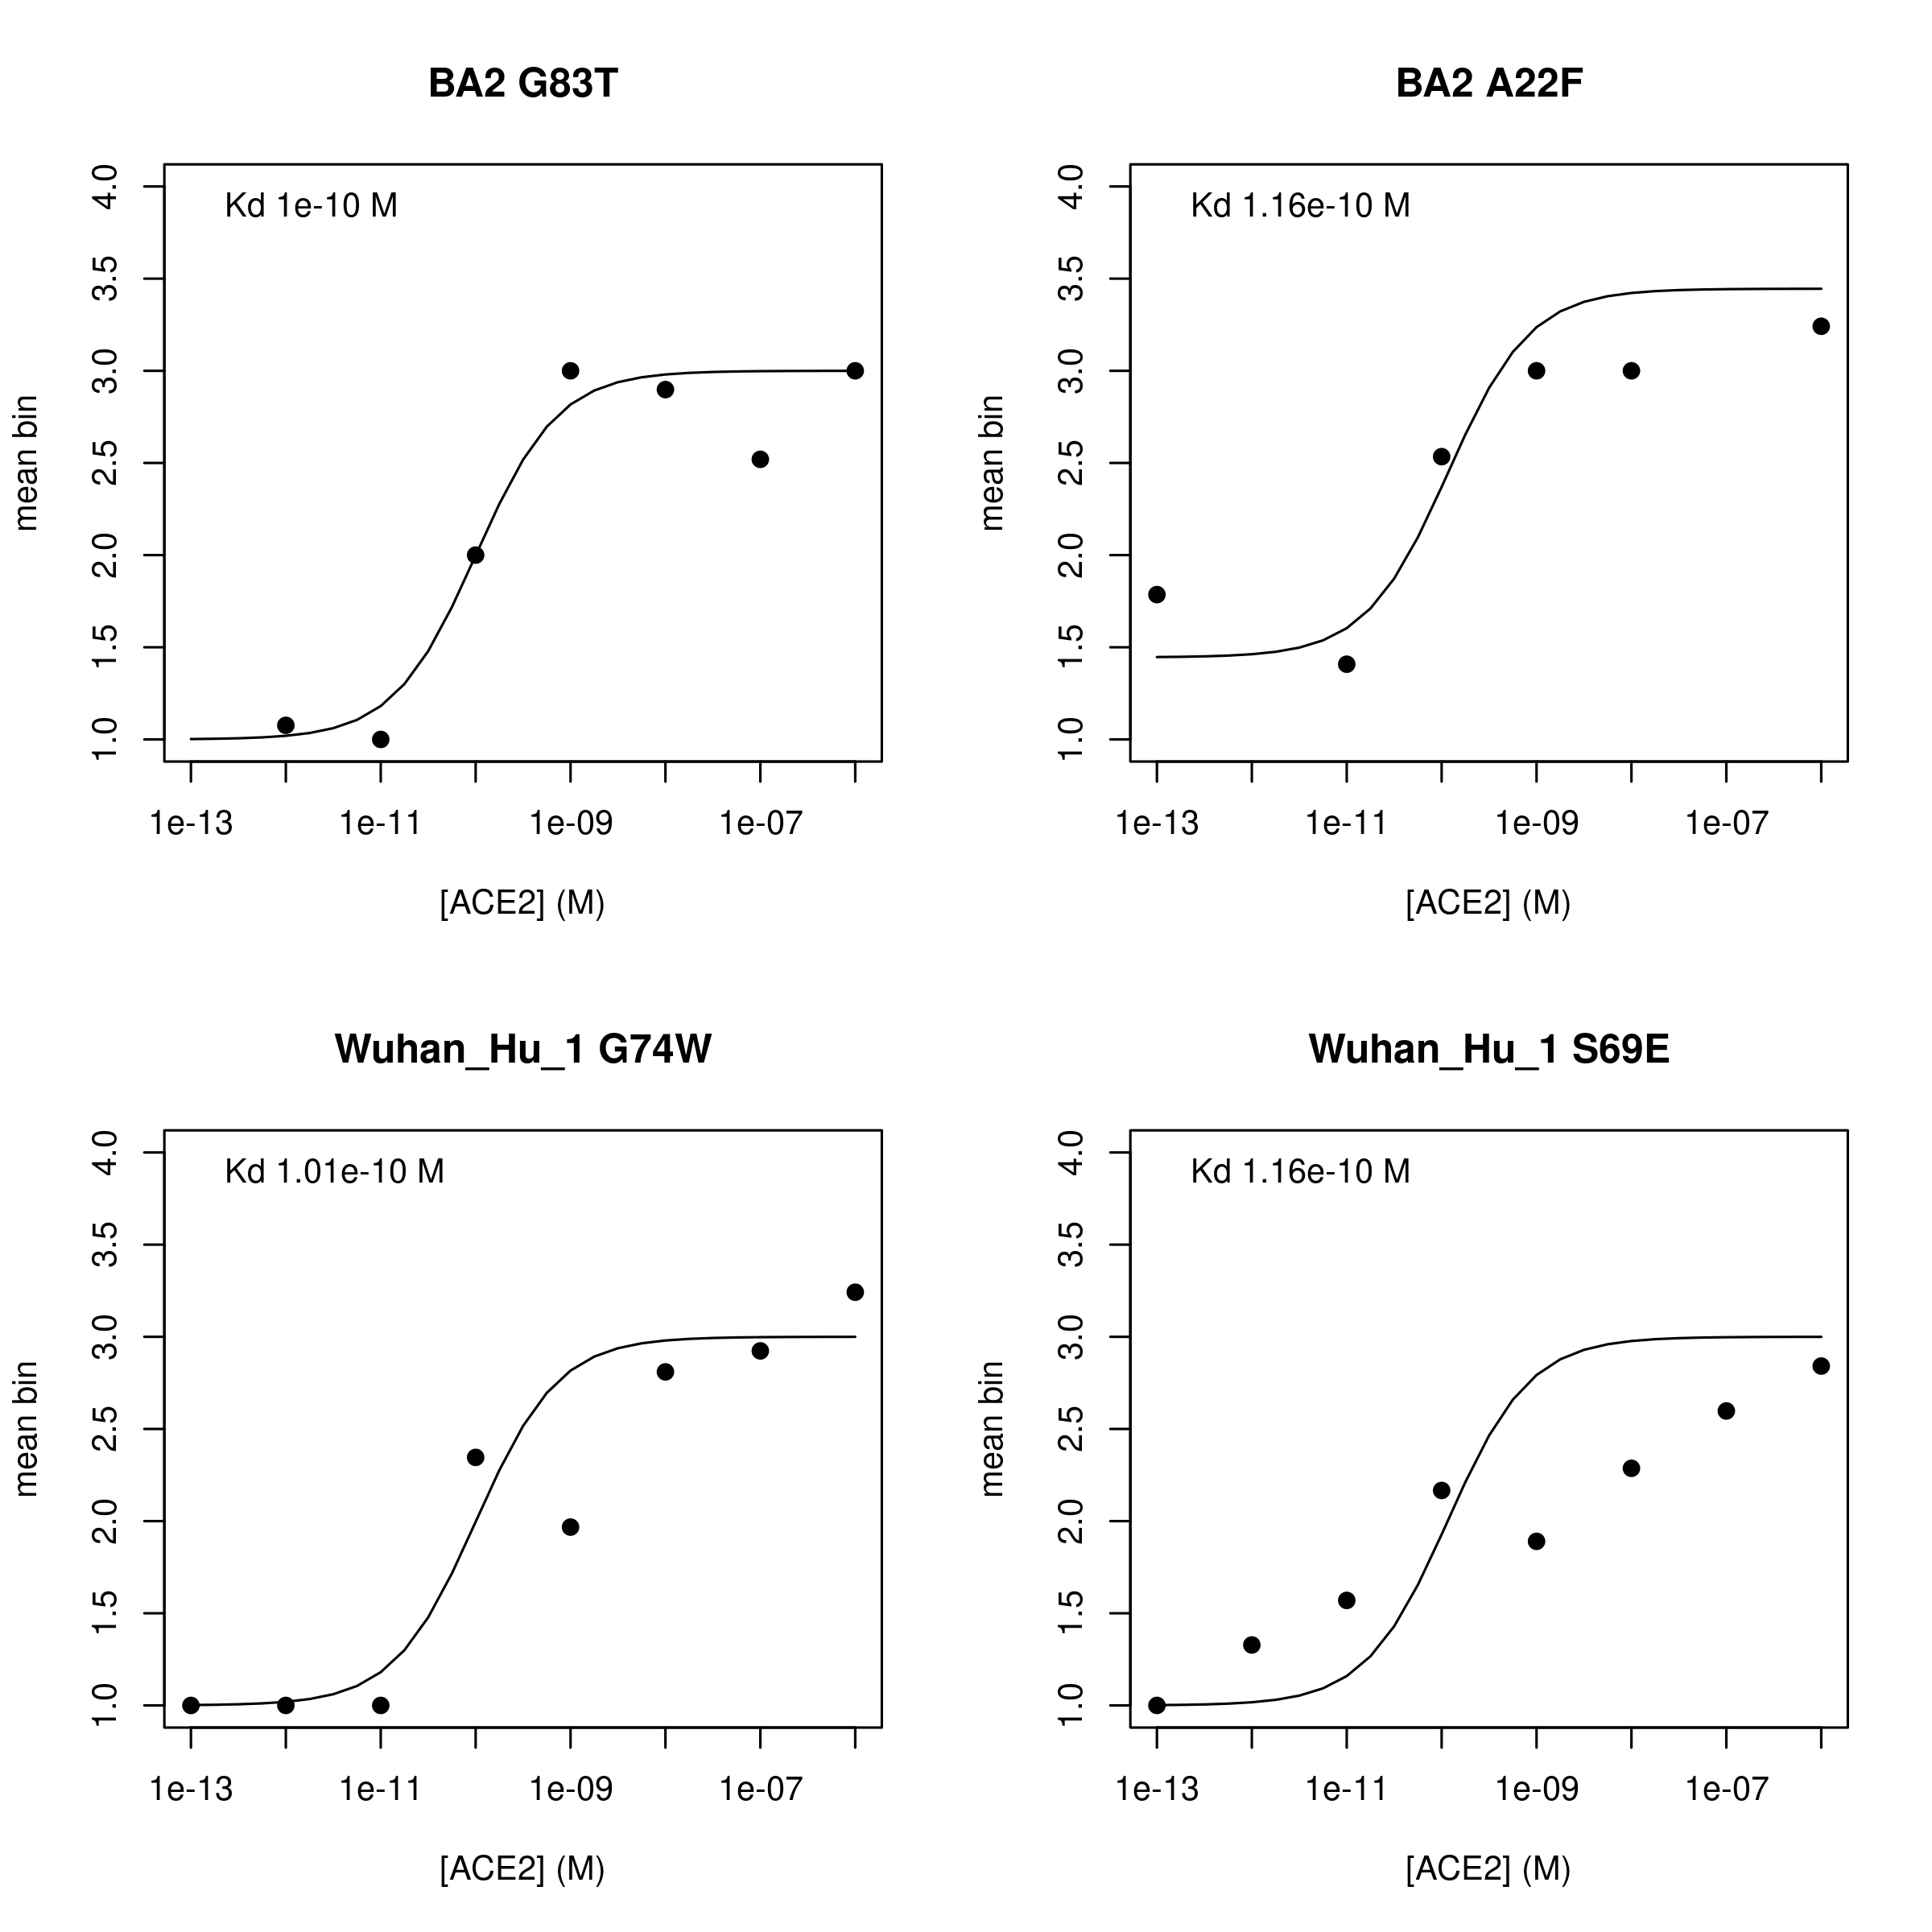 BA2 G83T
Kd 1e-10 M
mean bin
4.0
3.5
3.0
2.5
2.0
1.5
1.0
1e-13 1e-11 1e-09 1e-07
[ACE2] (M)
BA2 A22F
Kd 1.16e-10 M
mean bin
4.0
3.5
3.0
2.5
2.0
1.5
1.0
1e-13 1e-11 1e-09 1e-07
[ACE2] (M)
Wuhan_Hu_1 G74W
Kd 1.01e-10 M
mean bin
4.0
3.5
3.0
2.5
2.0
1.5
1.0
1e-13 1e-11 1e-09 1e-07
[ACE2] (M)
Wuhan_Hu_1 S69E
Kd 1.16e-10 M
mean bin
4.0
3.5
3.0
2.5
2.0
1.5
1.0
1e-13 1e-11 1e-09 1e-07
[ACE2] (M)